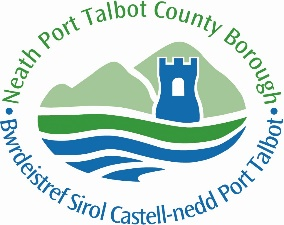 Neath Port Talbot County Borough
Bwrdeistref Sirol Castell-nedd Port Talbot